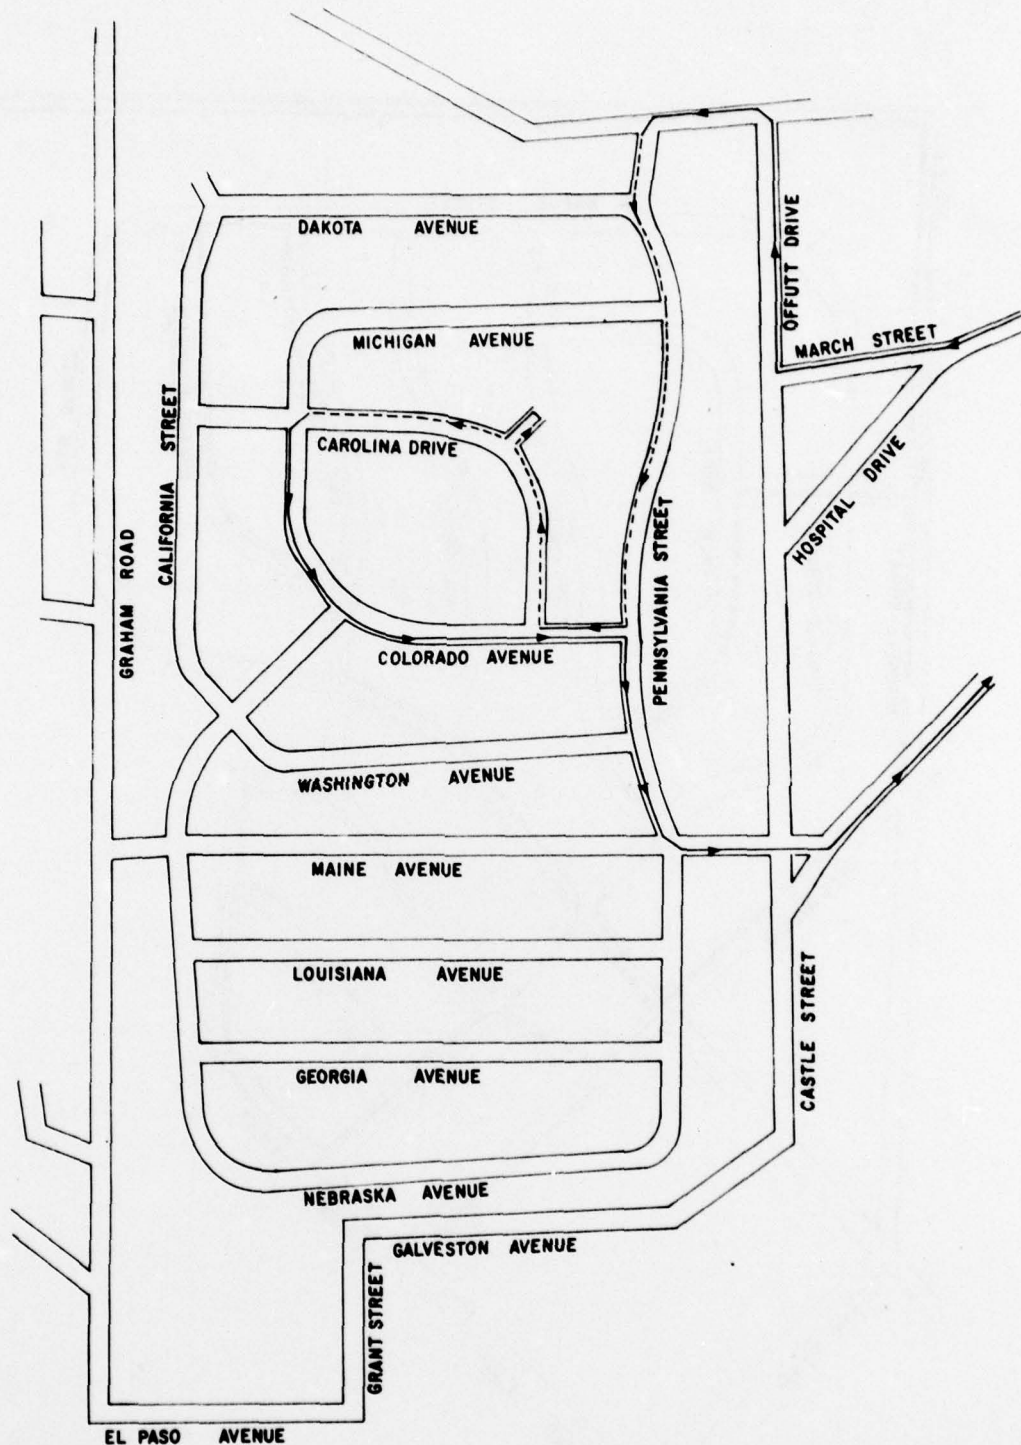 DAKOTA AVENUE
OFFUTT DRIVE
MARCH STREET
MICHIGAN AVENUE
CAROLINA DRIVE
HOSPITAL DRIVE
CALIFORNIA STREET
GRAHAM ROAD
PENNSYLVANIA STREET
COLORADO AVENUE
WASHINGTON AVENUE
MAINE AVENUE
LOUISIANA AVENUE
CASTLE STREET
GEORGIA AVENUE
NEBRASKA AVENUE
GALVESTON AVENUE
GRANT STREET
EL PASO AVENUE